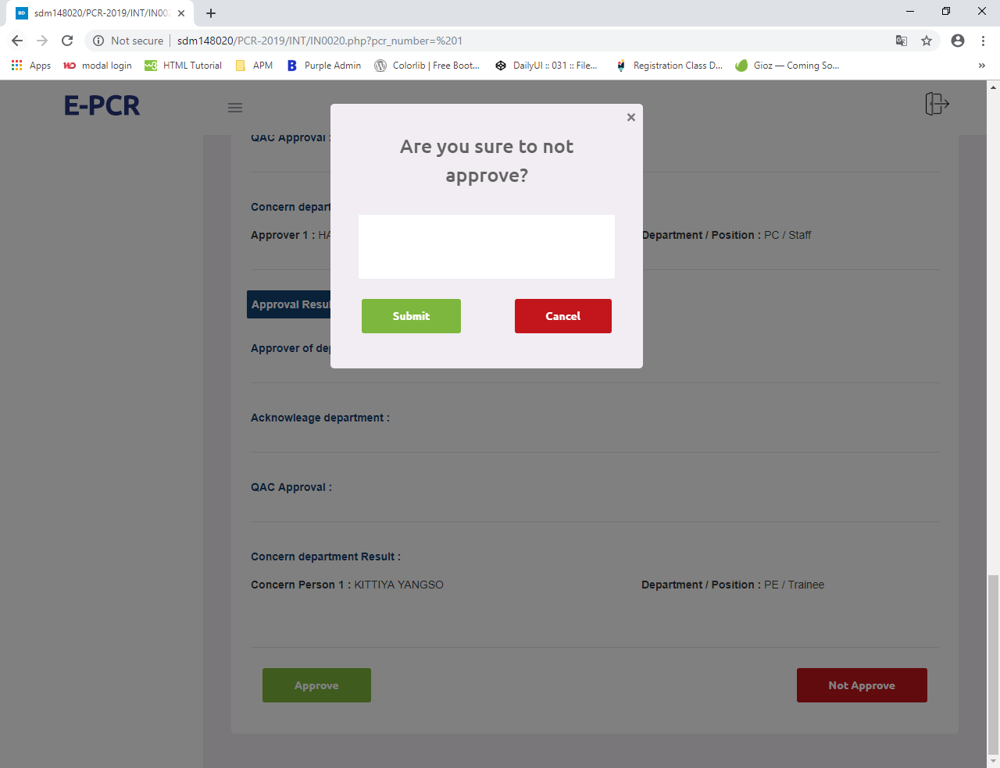 sdm148020/PCR-2019/INT/IN002
Not secure sdm148020/PCR-2019/INT/IN0020.php?pcr_number=%201
Apps modal login HTML Tutorial APM Purple Admin Colorlib | Free Boot... DailyUI :: 031 :: File... Registration Class D... Gioz — Coming So... »
E-PCR
QAC Approval :
Are you sure to not
approve?
Concern depart
Approver 1 : HA
Department / Position : PC / Staff
Submit Cancel
Approval Resul
Approver of dep
Acknowleage department :
QAC Approval :
Concern department Result :
Concern Person 1 : KITTIYA YANGSO Department / Position : PE / Trainee
Approve Not Approve